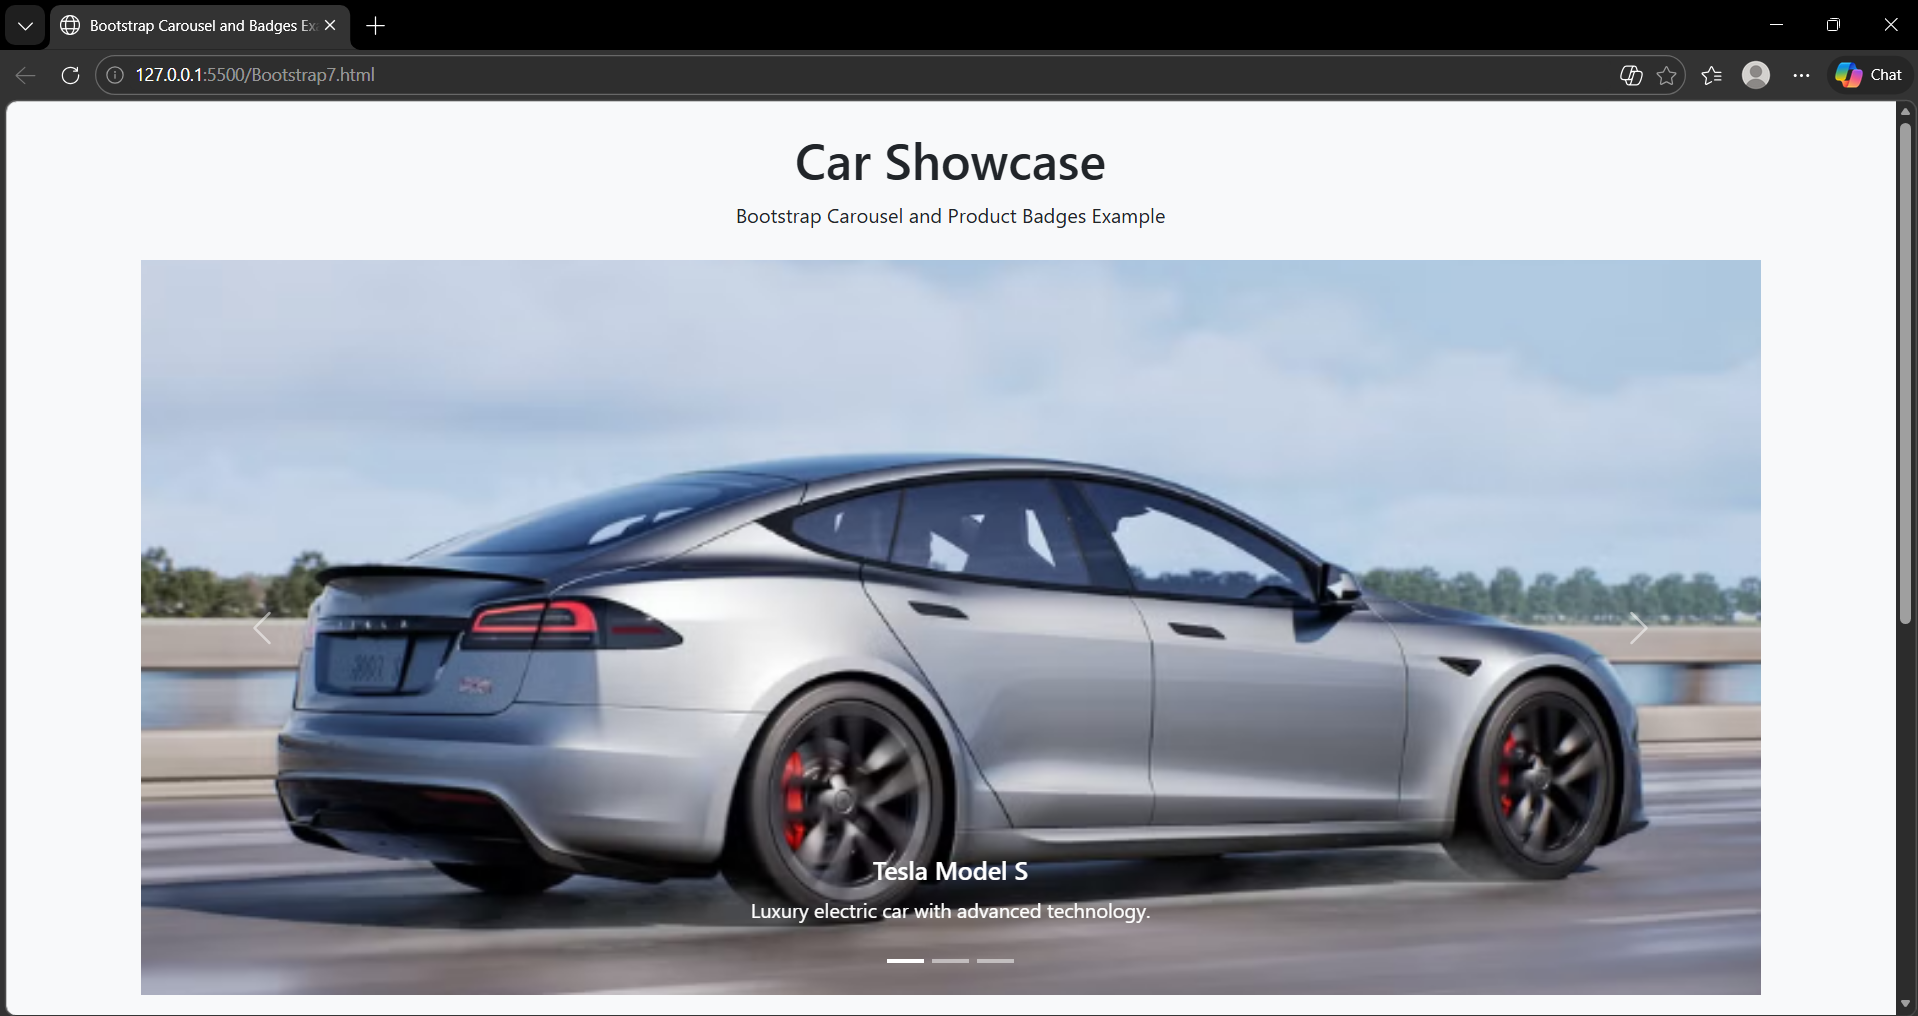 Bootstrap Carousel and Badges Ex
127.0.0.1:5500/Bootstrap7.html
Chat
Car Showcase
Bootstrap Carousel and Product Badges Example
TESLA
Tesla Model S
Luxury electric car with advanced technology.